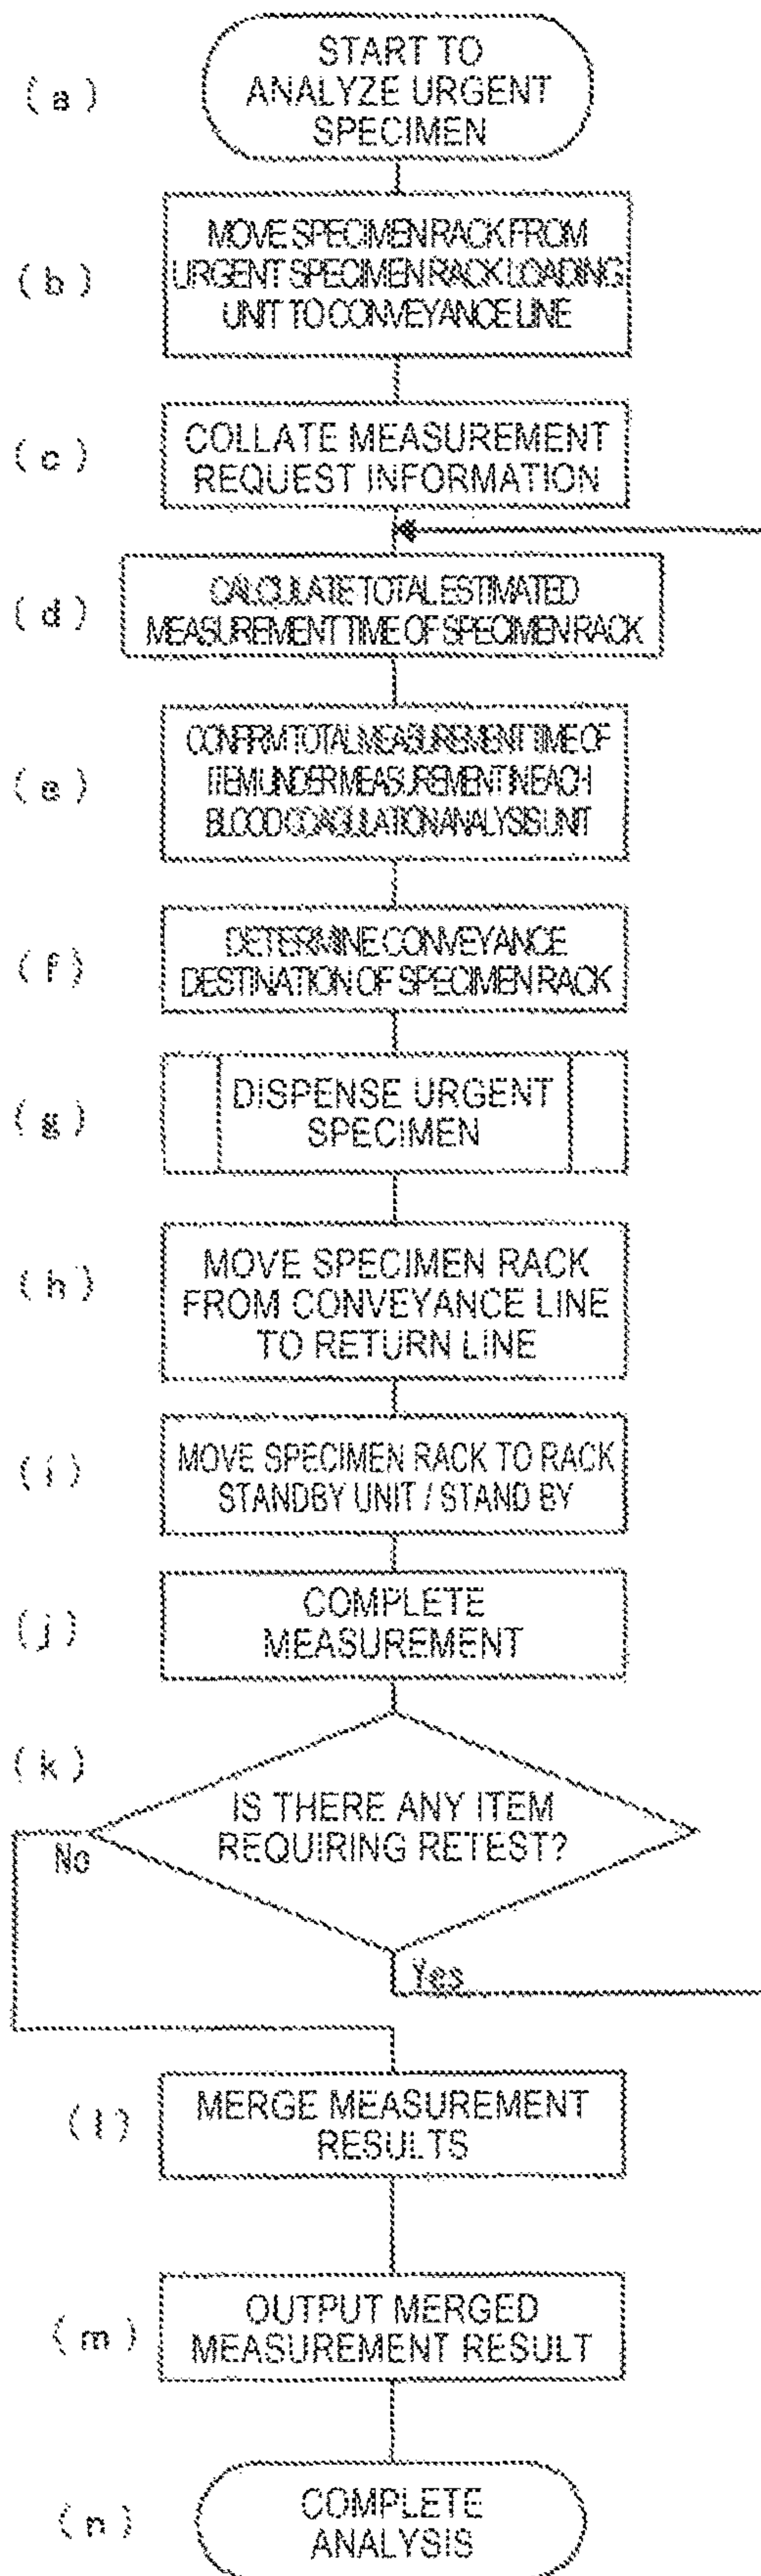 (a)
START TO
ANALYZE URGENT
SPECIMEN
(b)
MOVE SPECIMEN RACK FROM
URGENT SPECIMEN RACK LOADING
UNIT TO CONVEYANCE LINE
(c)
COLLATE MEASUREMENT
REQUEST INFORMATION
(d)
CALCULATE TOTAL ESTIMATED
MEASUREMENT TIME OF SPECIMEN RACK
(e)
CONFIRM TOTAL MEASUREMENT TIME OF
ITEM UNDER MEASUREMENT IN EACH
BLOOD COAGULATION ANALYSIS UNIT
(f)
DETERMINE CONVEYANCE
DESTINATION OF SPECIMEN RACK
(g)
DISPENSE URGENT
SPECIMEN
(h)
MOVE SPECIMEN RACK
FROM CONVEYANCE LINE
TO RETURN LINE
(i)
MOVE SPECIMEN RACK TO RACK
STANDBY UNIT / STAND BY
(j)
COMPLETE
MEASUREMENT
(k)
IS THERE ANY ITEM
REQUIRING RETEST?
No
Yes
(l)
MERGE MEASUREMENT
RESULTS
(m)
OUTPUT MERGED
MEASUREMENT RESULT
(n)
COMPLETE
ANALYSIS